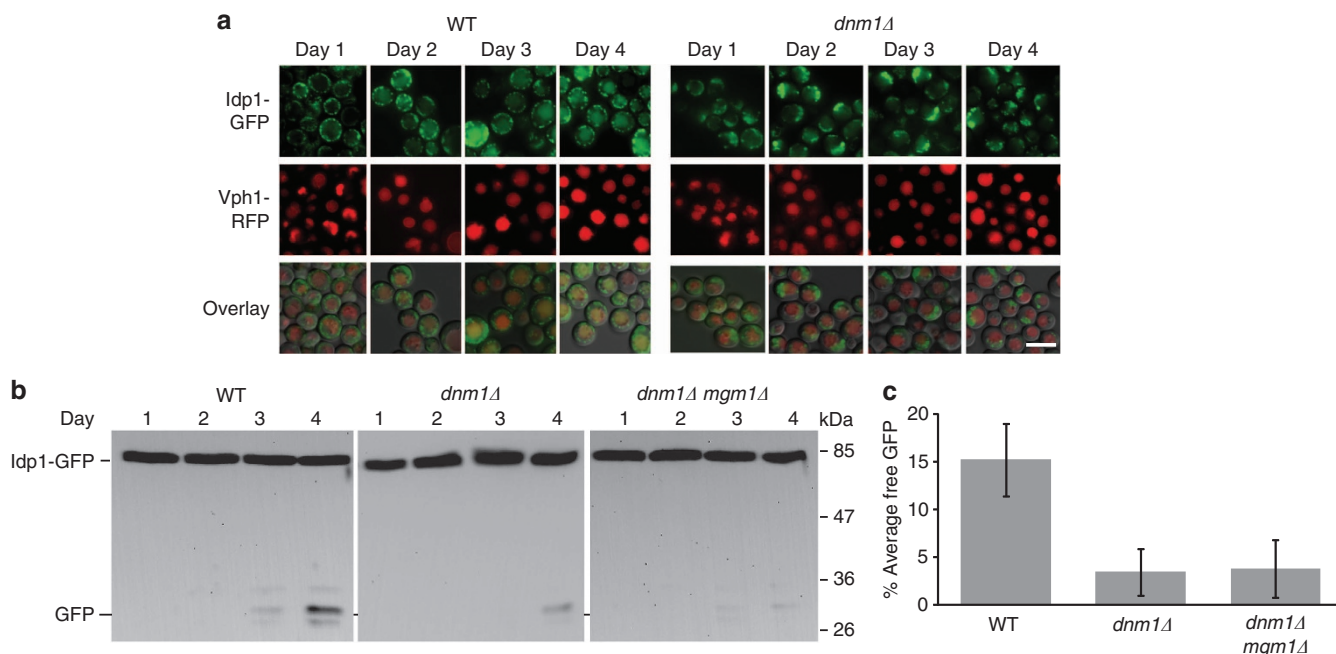 a
WT
dnm1Δ
Day 1 Day 2 Day 3 Day 4 Day 1 Day 2 Day 3 Day 4
Idp1-
GFP
Vph1-
RFP
Overlay
b
WT
dnm1Δ
dnm1Δ mgm1Δ
Day 1 2 3 4 1 2 3 4 1 2 3 4 kDa
Idp1-GFP
85
47
36
GFP
26
c
% Average free GFP
20
15
10
5
0
WT
dnm1Δ
dnm1Δ
mgm1Δ